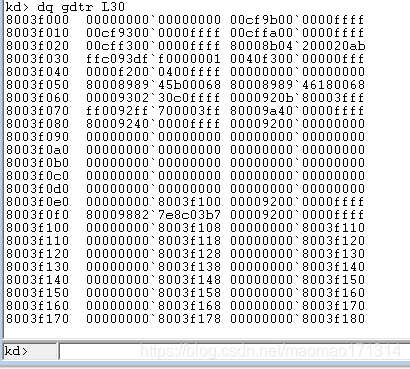 kd> dq gdtr L30
8003f000  00000000`00000000 00cf9b00`0000ffff
8003f010  00cf9300`0000ffff 00cffa00`0000ffff
8003f020  00cff300`0000ffff 80008b04`200020ab
8003f030  ffc093df`f0000001 0040f300`00000fff
8003f040  0000f200`0400ffff 00000000`00000000
8003f050  80008989`45b00068 80008989`46180068
8003f060  00009302`30c0ffff 0000920b`80003fff
8003f070  ff0092ff`700003ff 80009a40`0000ffff
8003f080  80009240`0000ffff 00009200`00000000
8003f090  00000000`00000000 00000000`00000000
8003f0a0  00000000`00000000 00000000`00000000
8003f0b0  00000000`00000000 00000000`00000000
8003f0c0  00000000`00000000 00000000`00000000
8003f0d0  00000000`00000000 00000000`00000000
8003f0e0  00000000`8003f100 00009200`0000ffff
8003f0f0  80009882`7e8c03b7 00009200`0000ffff
8003f100  00000000`8003f108 00000000`8003f110
8003f110  00000000`8003f118 00000000`8003f120
8003f120  00000000`8003f128 00000000`8003f130
8003f130  00000000`8003f138 00000000`8003f140
8003f140  00000000`8003f148 00000000`8003f150
8003f150  00000000`8003f158 00000000`8003f160
8003f160  00000000`8003f168 00000000`8003f170
8003f170  00000000`8003f178 00000000`8003f180
kd>
https://blog.csdn.net/maomao171314